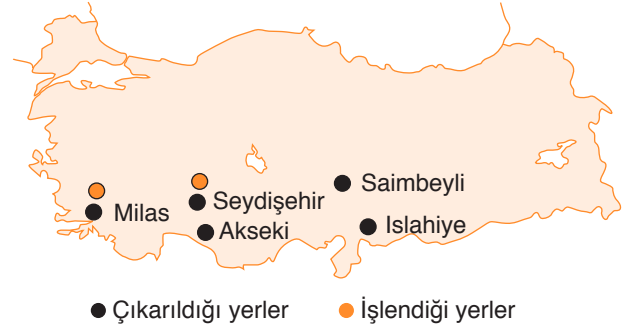 Saimbeyli
Seydişehir
Milas
Akseki
Islahiye
Çıkarıldığı yerler
İşlendiği yerler